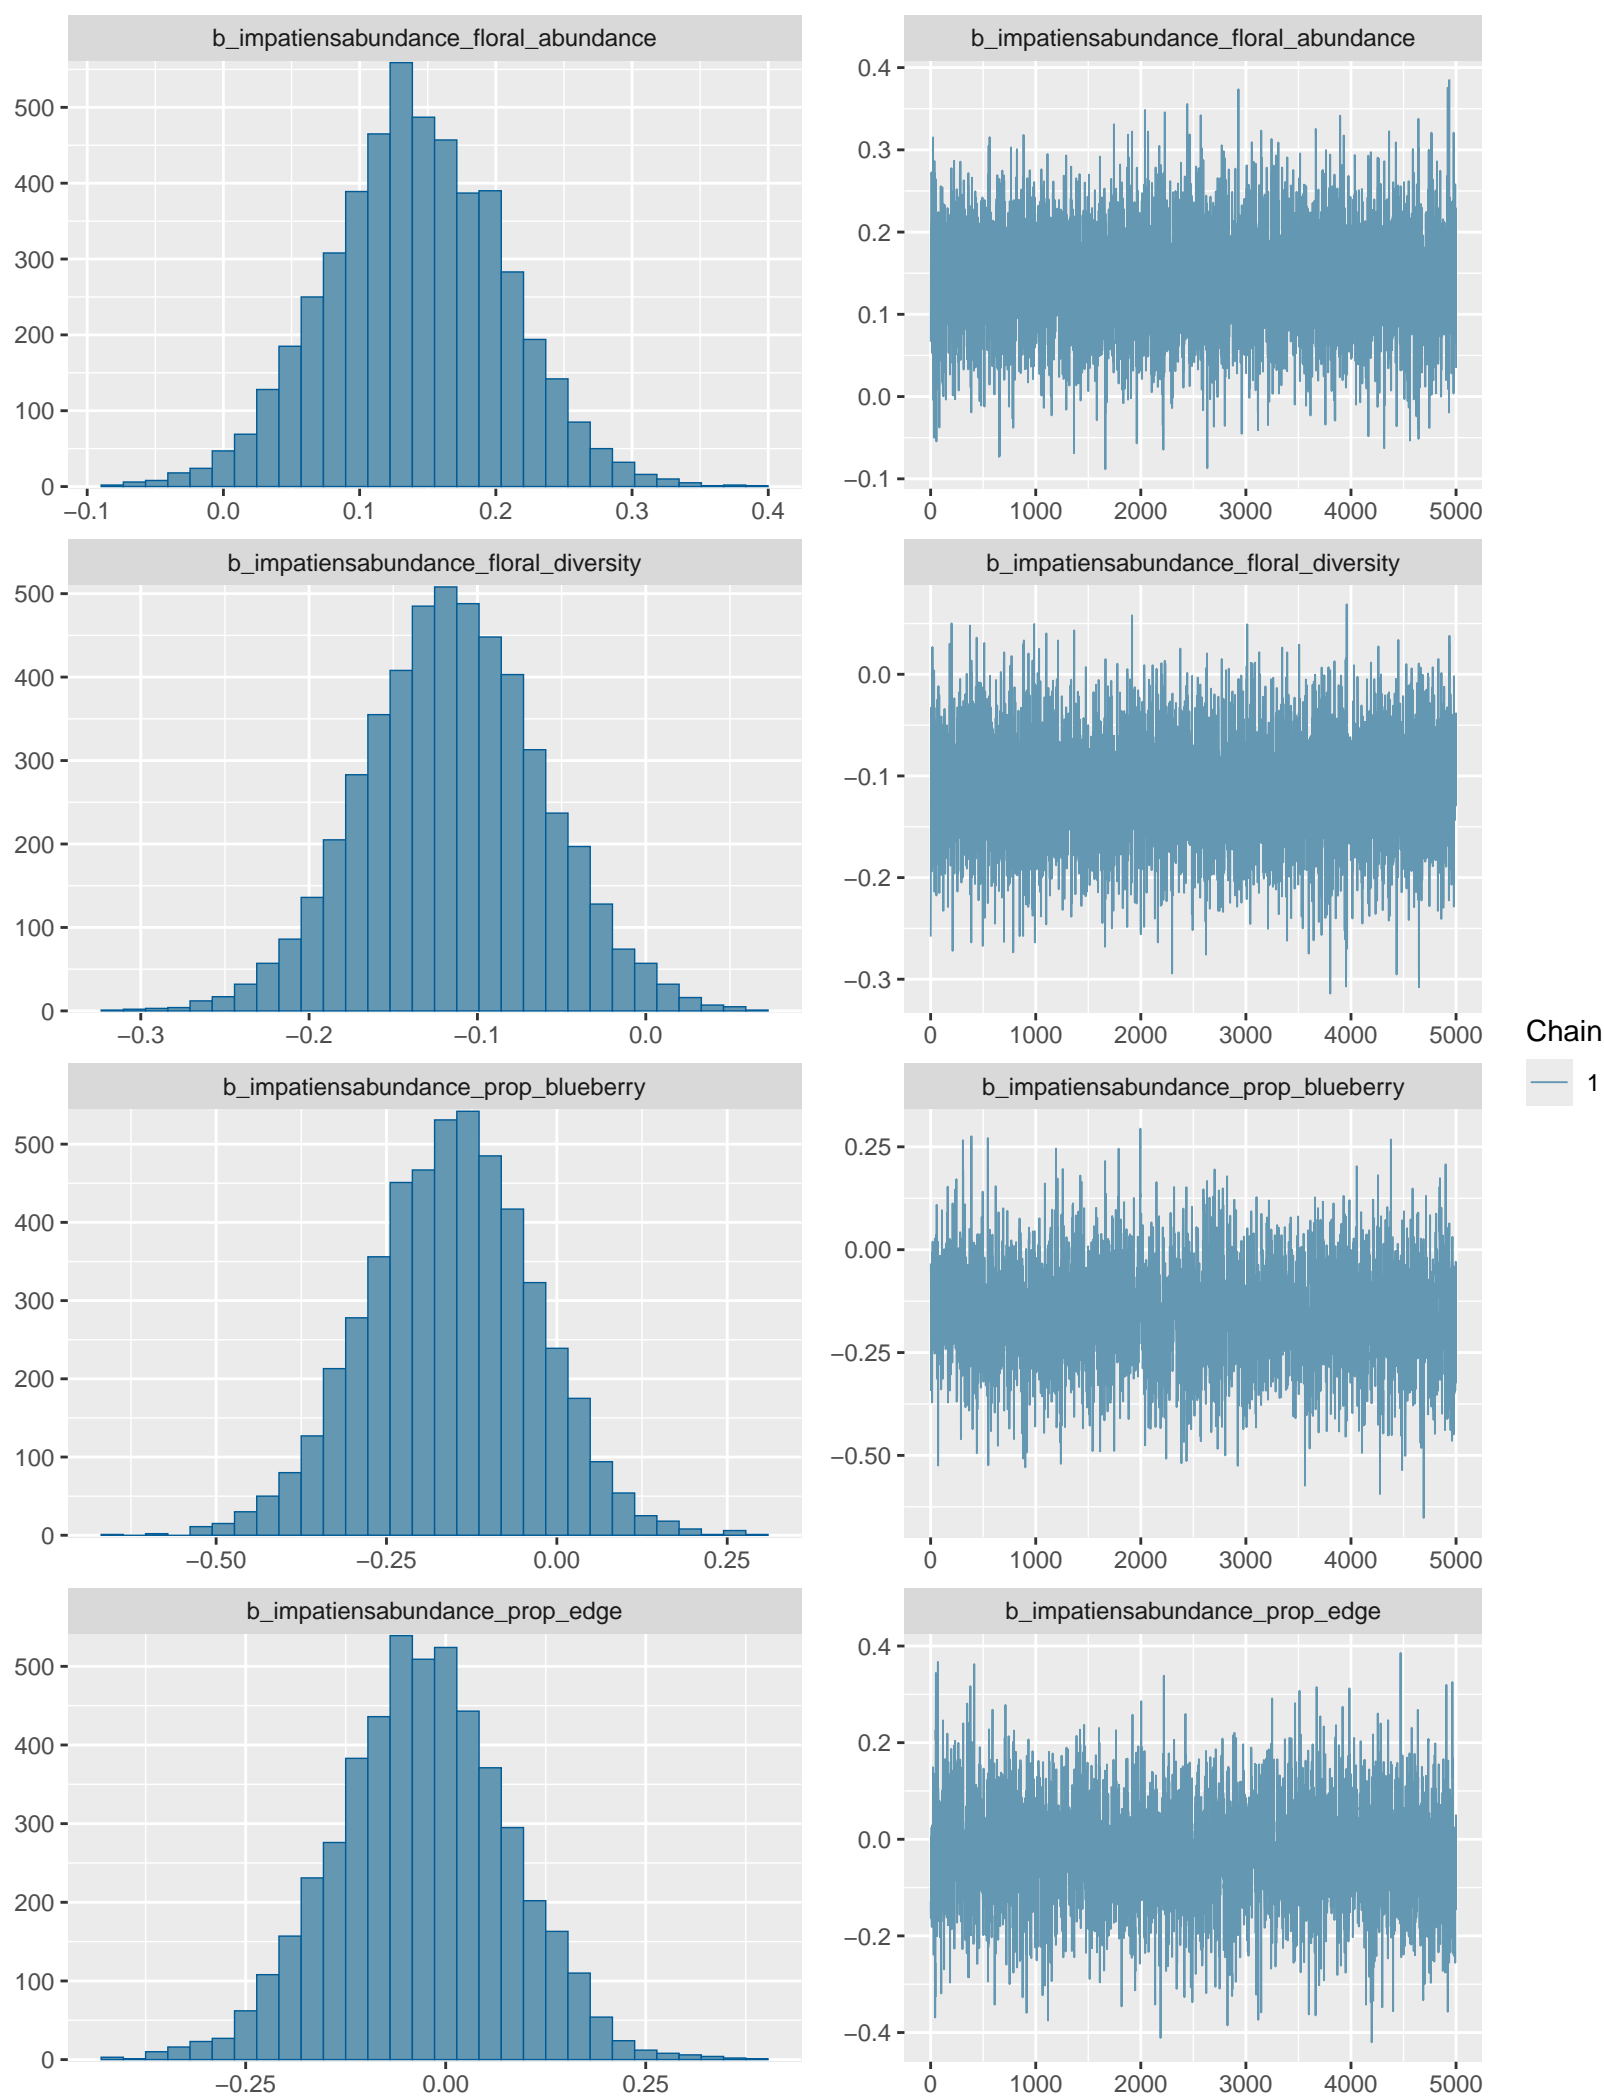 b_impatiensabundance_floral_abundance
500
400
300
200
100
0
−0.1 0.0 0.1 0.2 0.3 0.4
b_impatiensabundance_floral_abundance
0.4
0.3
0.2
0.1
0.0
−0.1
0 1000 2000 3000 4000 5000
b_impatiensabundance_floral_diversity
500
400
300
200
100
0
−0.3 −0.2 −0.1 0.0
b_impatiensabundance_floral_diversity
0.0
−0.1
−0.2
−0.3
0 1000 2000 3000 4000 5000
b_impatiensabundance_prop_blueberry
500
400
300
200
100
0
−0.50 −0.25 0.00 0.25
b_impatiensabundance_prop_blueberry
0.25
0.00
−0.25
−0.50
0 1000 2000 3000 4000 5000
b_impatiensabundance_prop_edge
500
400
300
200
100
0
−0.25 0.00 0.25
b_impatiensabundance_prop_edge
0.4
0.2
0.0
−0.2
−0.4
0 1000 2000 3000 4000 5000
Chain
1